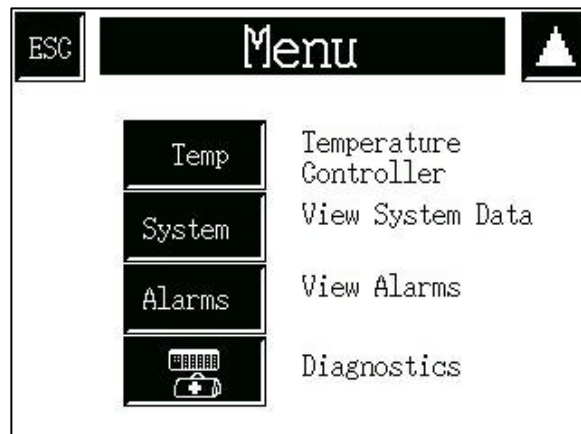 ESC
Menu
Temp
Temperature
Controller
System
View System Data
Alarms
View Alarms
Diagnostics